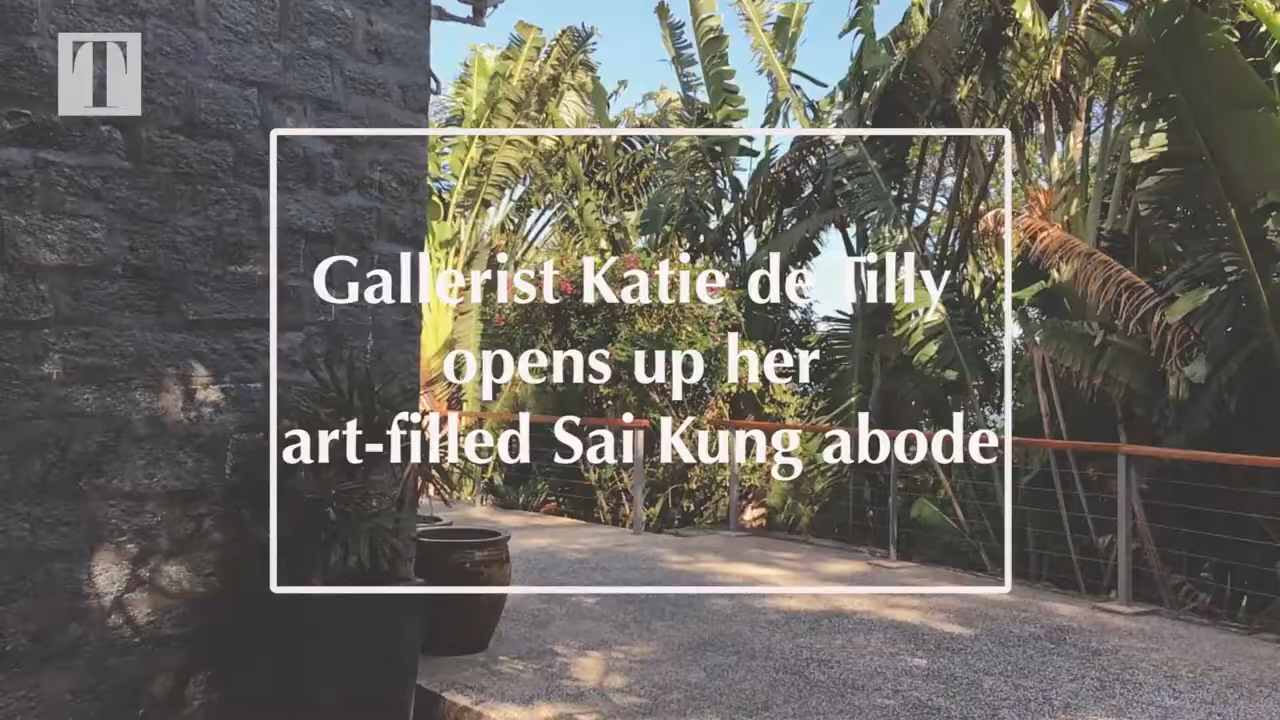 T
Gallerist Katie de Tilly
opens up her
art-filled Sai Kung abode